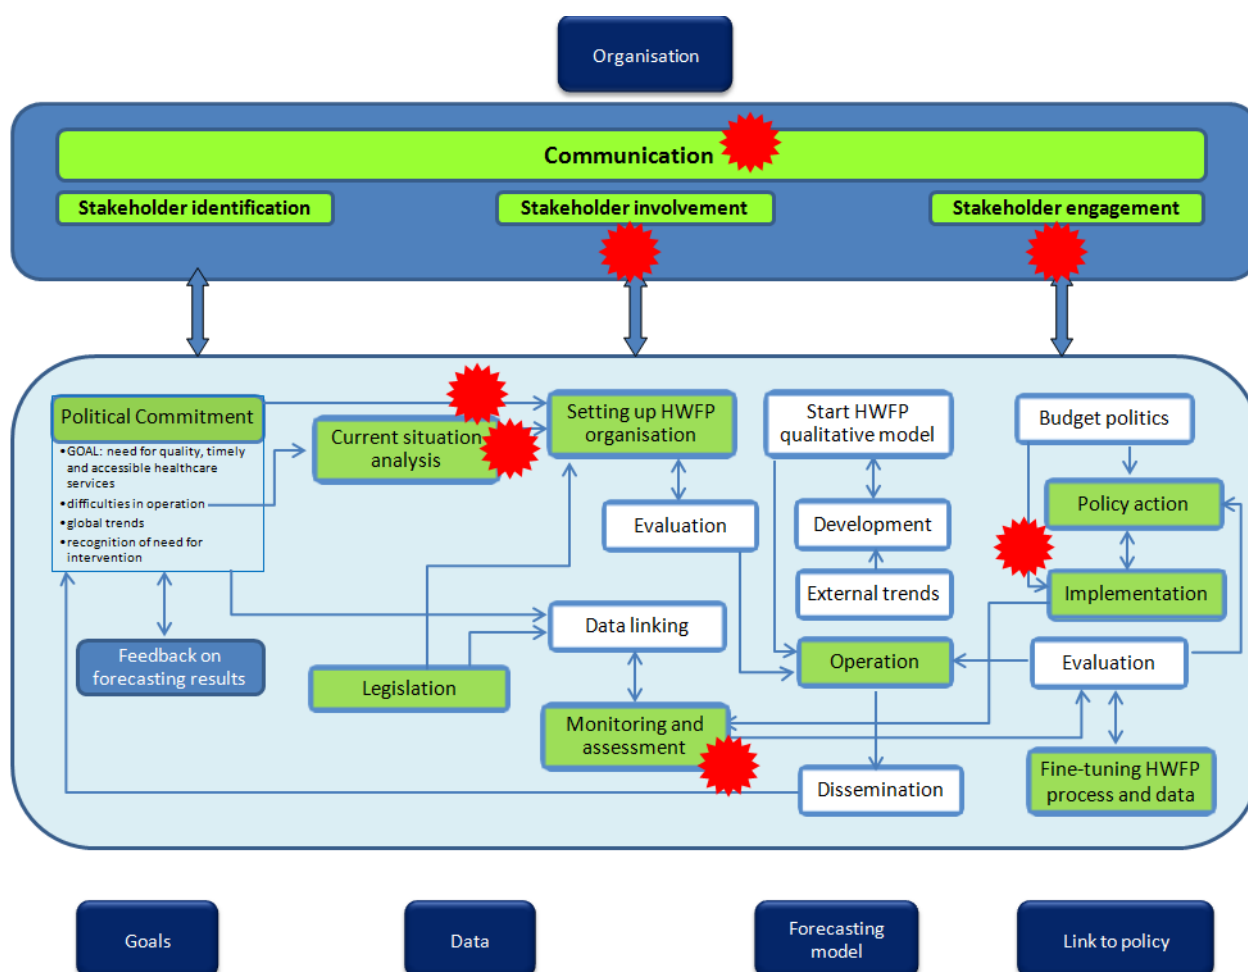 Organisation
Communication
Stakeholder identification
Stakeholder involvement
Stakeholder engagement
Political Commitment
•GOAL: need for quality, timely
and accessible healthcare
services
•difficulties in operation
•global trends
•recognition of need for
intervention
Feedback on
forecasting results
Current situation
analysis
Legislation
Setting up HWFP
organisation
Evaluation
Data linking
Monitoring and
assessment
Start HWFP
qualitative model
Development
External trends
Operation
Dissemination
Budget politics
Policy action
Implementation
Evaluation
Fine-tuning HWFP
process and data
Goals
Data
Forecasting
model
Link to policy